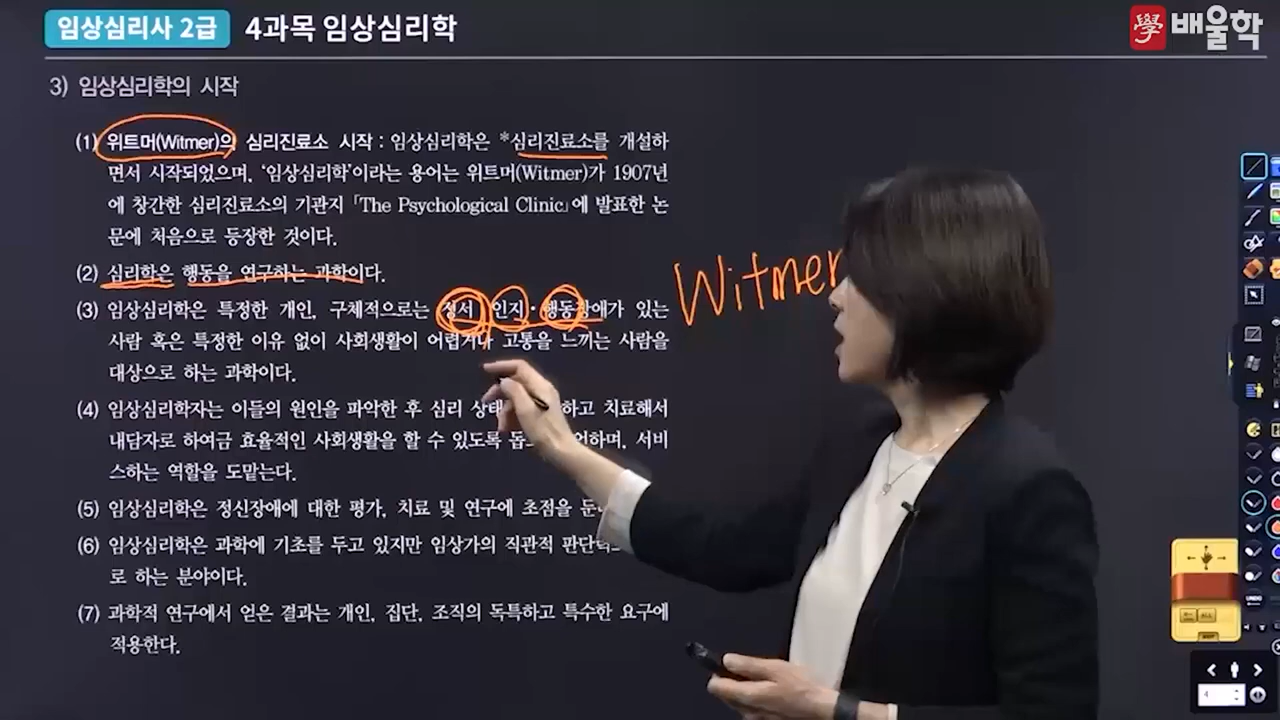 임상심리사 2급 4과목 임상심리학
學 배울학
3) 임상심리학의 시작
(1) 위트머(Witmer)의 심리진료소 시작 : 임상심리학은 *심리진료소를 개설하
면서 시작되었으며, '임상심리학'이라는 용어는 위트머(Witmer)가 1907년
에 창간한 심리진료소의 기관지 「The Psychological Clinic」에 발표한 논
문에 처음으로 등장한 것이다.
(2) 심리학은 행동을 연구하는 과학이다.
(3) 임상심리학은 특정한 개인, 구체적으로는 정서·인지·행동장애가 있는
Witmer
사람 혹은 특정한 이유 없이 사회생활이 어렵거나 고통을 느끼는 사람을
대상으로 하는 과학이다.
(4) 임상심리학자는 이들의 원인을 파악한 후 심리 하고 치료해서
내담자로 하여금 효율적인 사회생활을 할 수 있도록 서비
스하는 역할을 도맡는다.
(5) 임상심리학은 정신장애에 대한 평가, 치료 및 연구에 초점을
(6) 임상심리학은 과학에 기초를 두고 있지만 임상가의 직관적
로 하는 분야이다.
(7) 과학적 연구에서 얻은 결과는 개인, 집단, 조직의 독특하고 특수한 요구에
적용한다.
UNDO
ALL
4